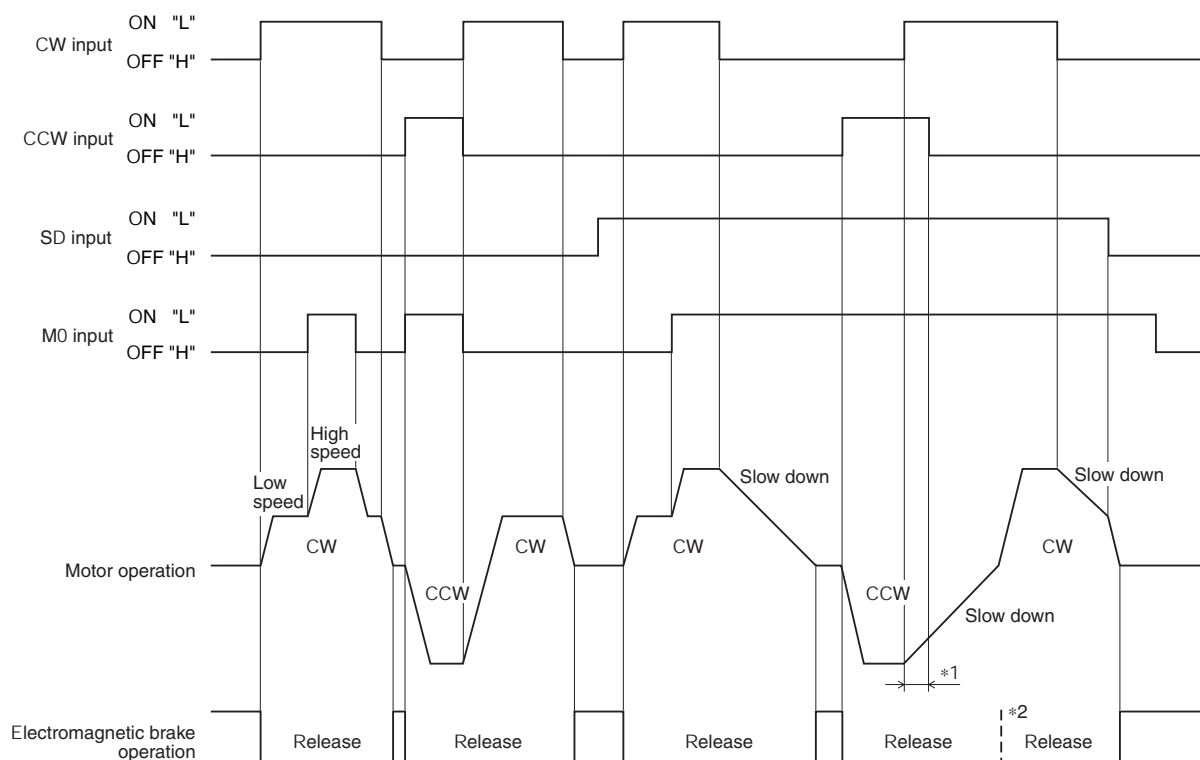 CW input
ON "L"
OFF "H"
CCW input
ON "L"
OFF "H"
SD input
ON "L"
OFF "H"
M0 input
ON "L"
OFF "H"
High
speed
Low
speed
Slow down
Slow down
CW
CW
CW
CW
Motor operation
CCW
CCW
Slow down
*1
*2
Electromagnetic brake
operation
Release
Release
Release
Release
Release